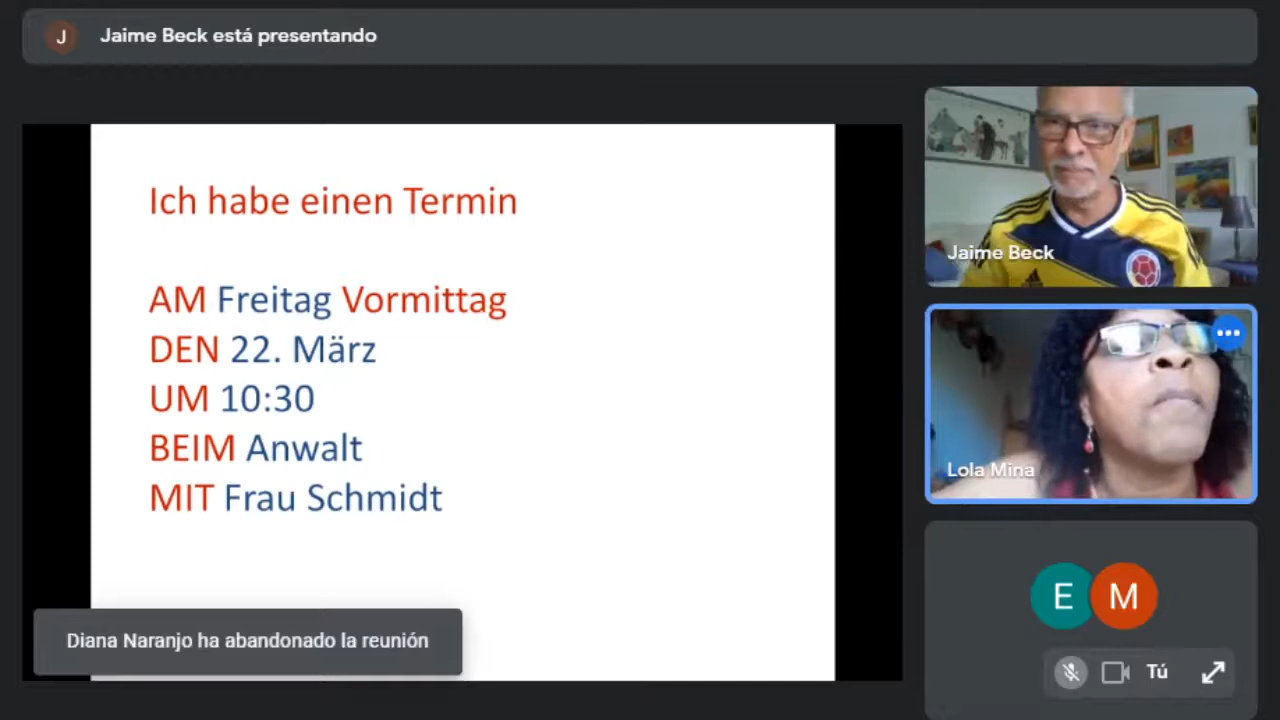 J Jaime Beck está presentando
Ich habe einen Termin
AM Freitag Vormittag
DEN 22. März
UM 10:30
BEIM Anwalt
MIT Frau Schmidt
Diana Naranjo ha abandonado la reunión
Jaime Beck
Lola Mina
E M
Tú